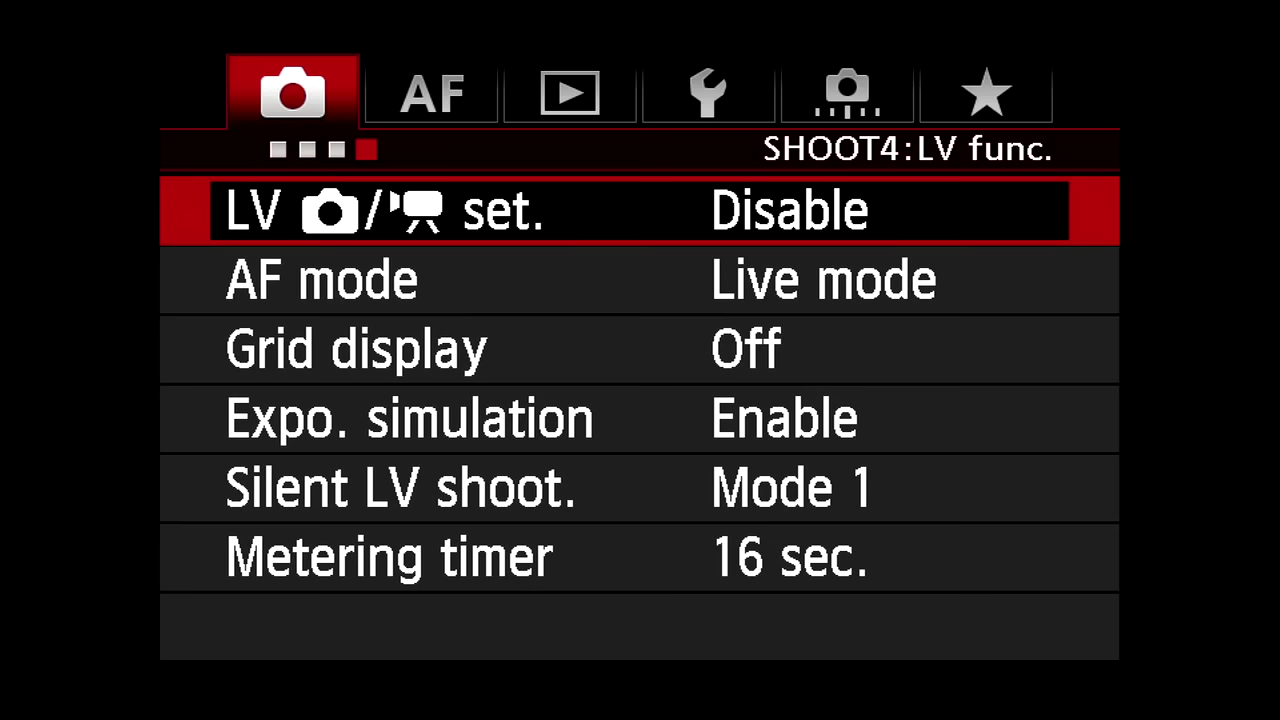 AF
SHOOT4:LV func.
LV / set. Disable
AF mode Live mode
Grid display Off
Expo. simulation Enable
Silent LV shoot. Mode 1
Metering timer 16 sec.